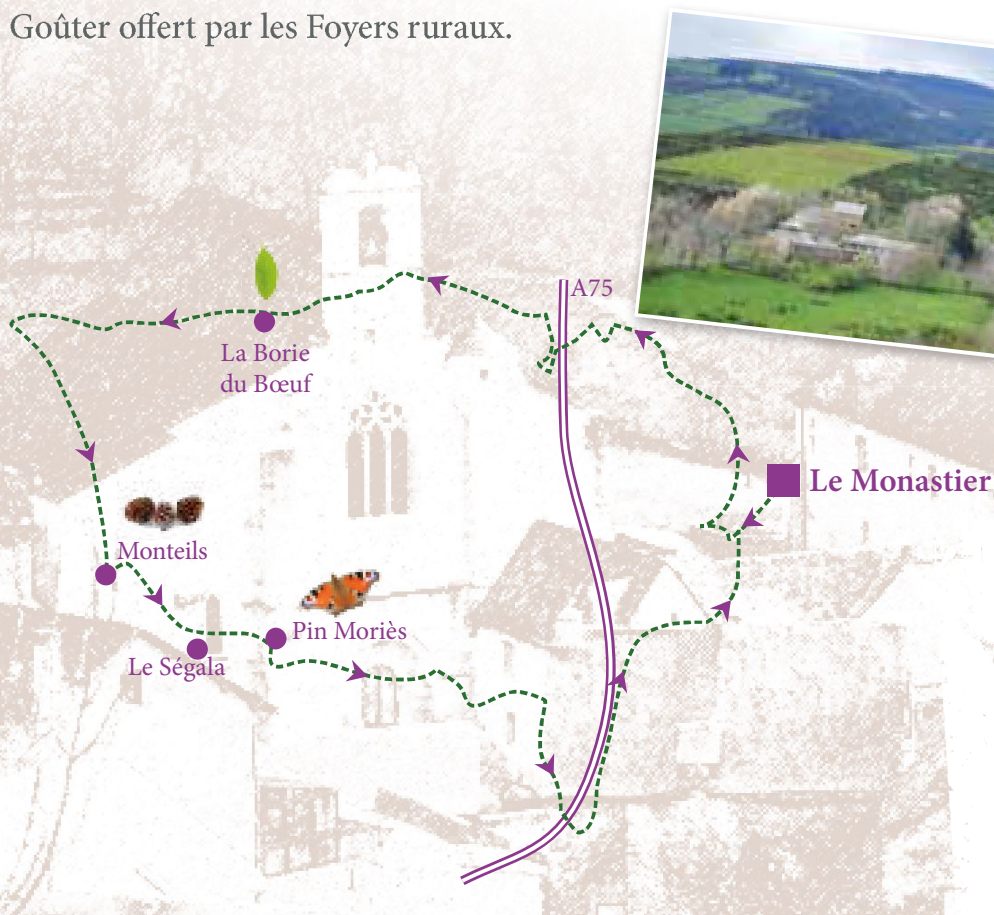 Goûter offert par les Foyers ruraux.
A75
La Borie
du Bœuf
Le Monastier
Monteils
Pin Moriès
Le Ségala